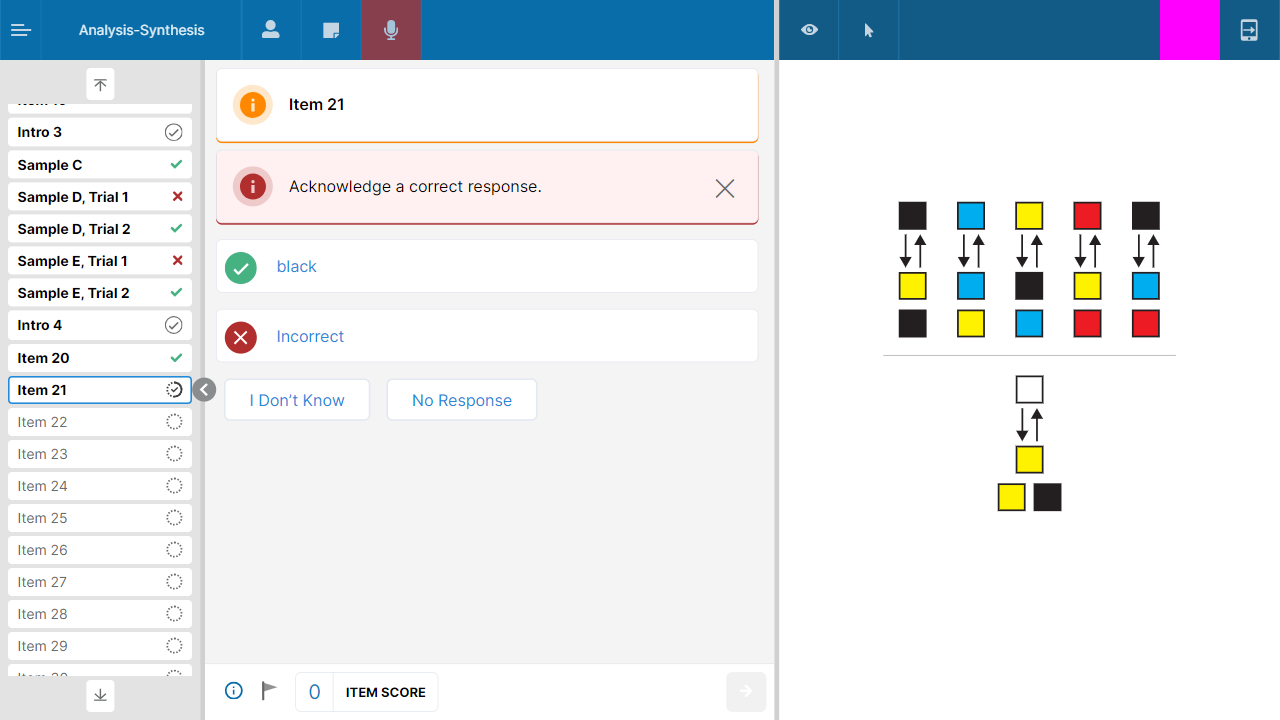 Analysis-Synthesis
Intro 3
Sample C
Sample D, Trial 1
Sample D, Trial 2
Sample E, Trial 1
Sample E, Trial 2
Intro 4
Item 20
Item 21
Item 22
Item 23
Item 24
Item 25
Item 26
Item 27
Item 28
Item 29
Item 21
Acknowledge a correct response.
black
Incorrect
I Don’t Know
No Response
0 ITEM SCORE